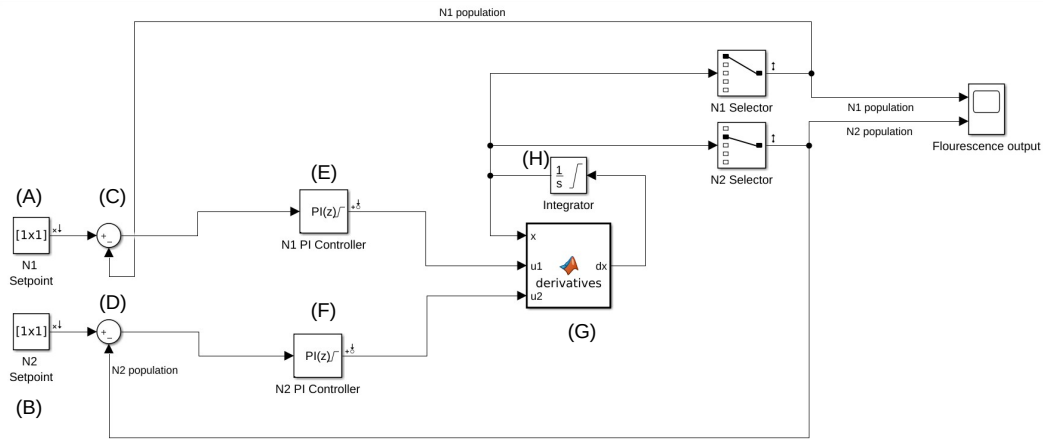 N1 population
N1 Selector
N1 population
N2 population
Flourescence output
N2 Selector
(H)
1
s
Integrator
(A)
(C)
(E)
[1x1]
+
−
PI(z)
N1 PI Controller
N1
Setpoint
x
u1
dx
derivatives
u2
(G)
(D)
(F)
[1x1]
+
−
PI(z)
N2 PI Controller
N2
Setpoint
N2 population
(B)